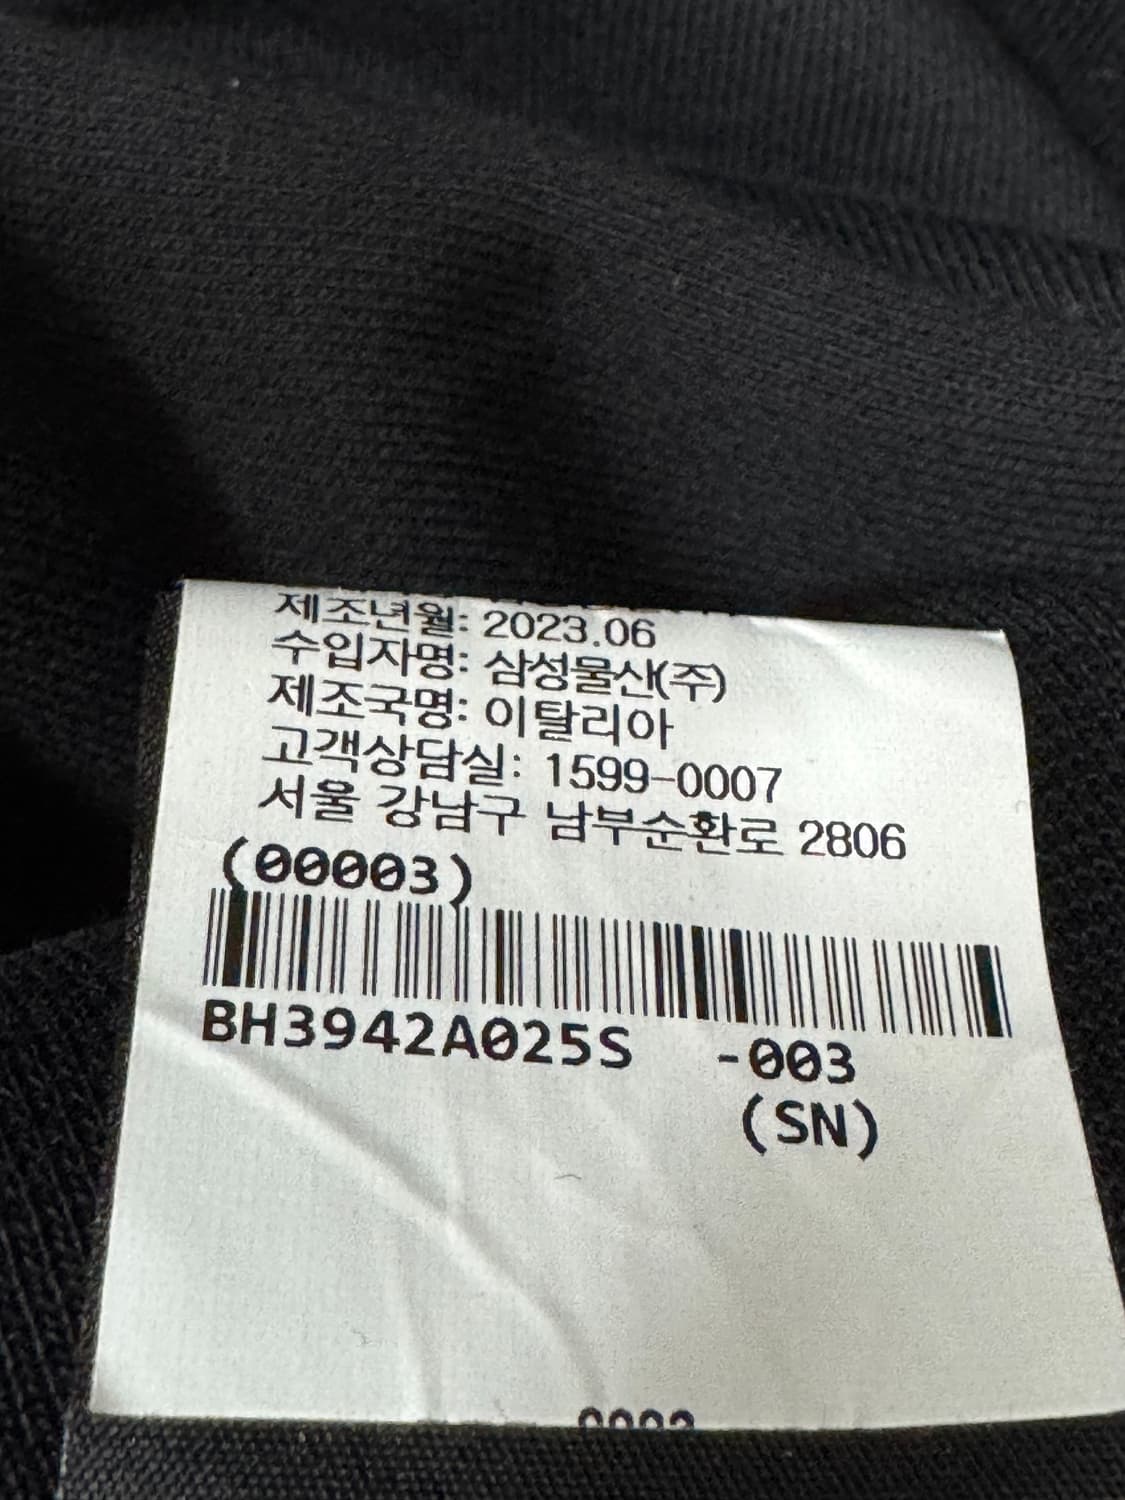 제조년월: 2023.06
수입자명: 삼성물산(주)
제조국명: 이탈리아
고객상담실: 1599-0007
서울 강남구 남부순환로 2806
(00003)
BH3942A025S -003
(SN)